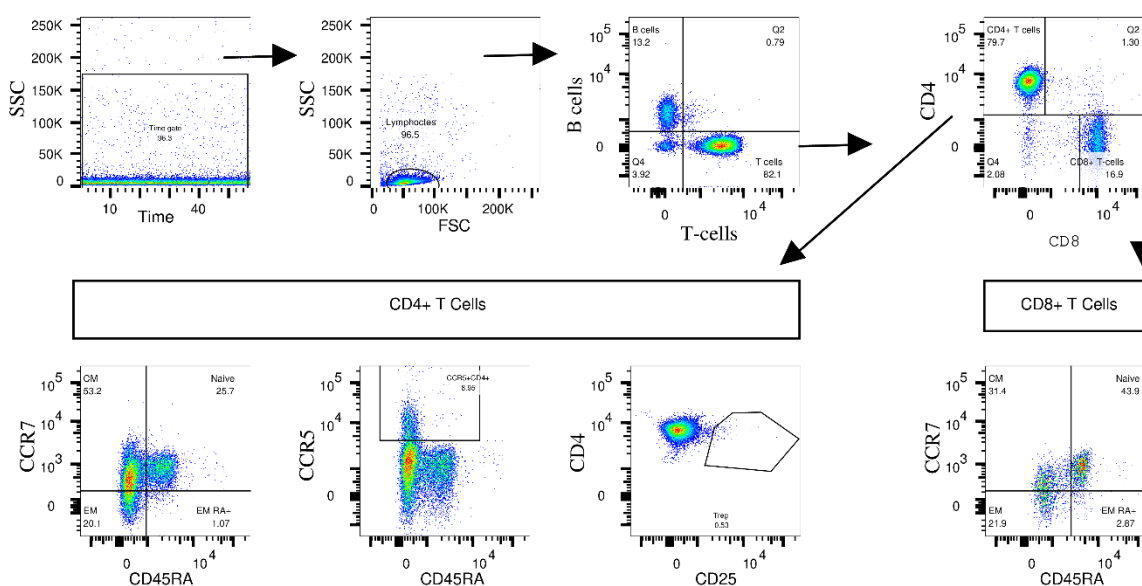 250K
200K
150K
100K
50K
0
SSC
Time gate
96.3
10
40
Time
250K
200K
150K
100K
50K
0
SSC
Lymphoctes
96.5
0
100K
200K
FSC
10^5
10^4
0
B cells
B cells
13.2
Q2
0.79
Q4
3.92
T cells
82.1
0
10^4
T-cells
10^5
10^4
0
CD4
CD4+ T cells
79.7
Q2
1.30
Q4
2.08
CD8+ T-cells
16.9
0
10^4
CD8
CD4+ T Cells
CD8+ T Cells
10^5
10^4
10^3
0
CCR7
CM
53.2
Naive
25.7
EM
20.1
EM RA+
1.07
0
10^4
CD45RA
10^5
10^4
10^3
0
CCR5
CCR5+CD4+
8.95
0
10^4
CD45RA
10^5
10^4
10^3
0
CD4
Treg
0.53
0
10^4
CD25
10^5
10^4
10^3
0
CCR7
CM
31.4
Naive
43.9
EM
21.9
EM RA+
2.87
0
10^4
CD45RA